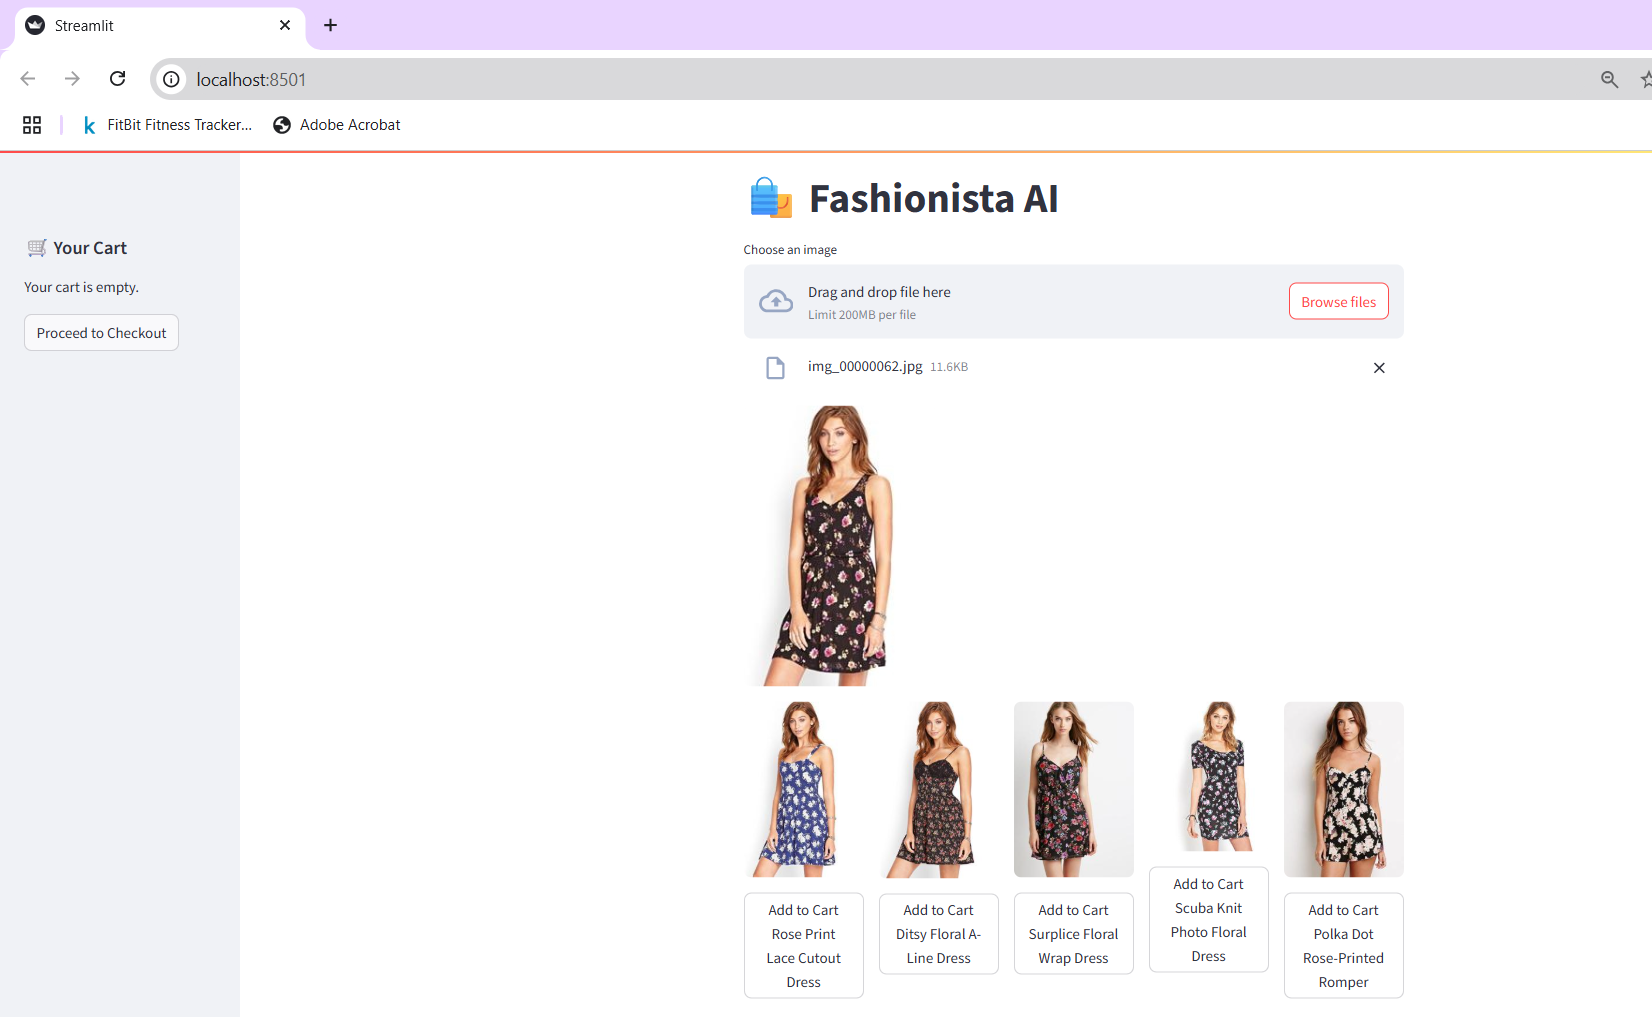 Streamlit
localhost:8501
FitBit Fitness Tracker...
Adobe Acrobat
Your Cart
Your cart is empty.
Proceed to Checkout
Fashionista AI
Choose an image
Drag and drop file here
Limit 200MB per file
Browse files
img_00000062.jpg 11.6KB
Add to Cart
Rose Print
Lace Cutout
Dress
Add to Cart
Ditsy Floral A-
Line Dress
Add to Cart
Surplice Floral
Wrap Dress
Add to Cart
Scuba Knit
Photo Floral
Dress
Add to Cart
Polka Dot
Rose-Printed
Romper